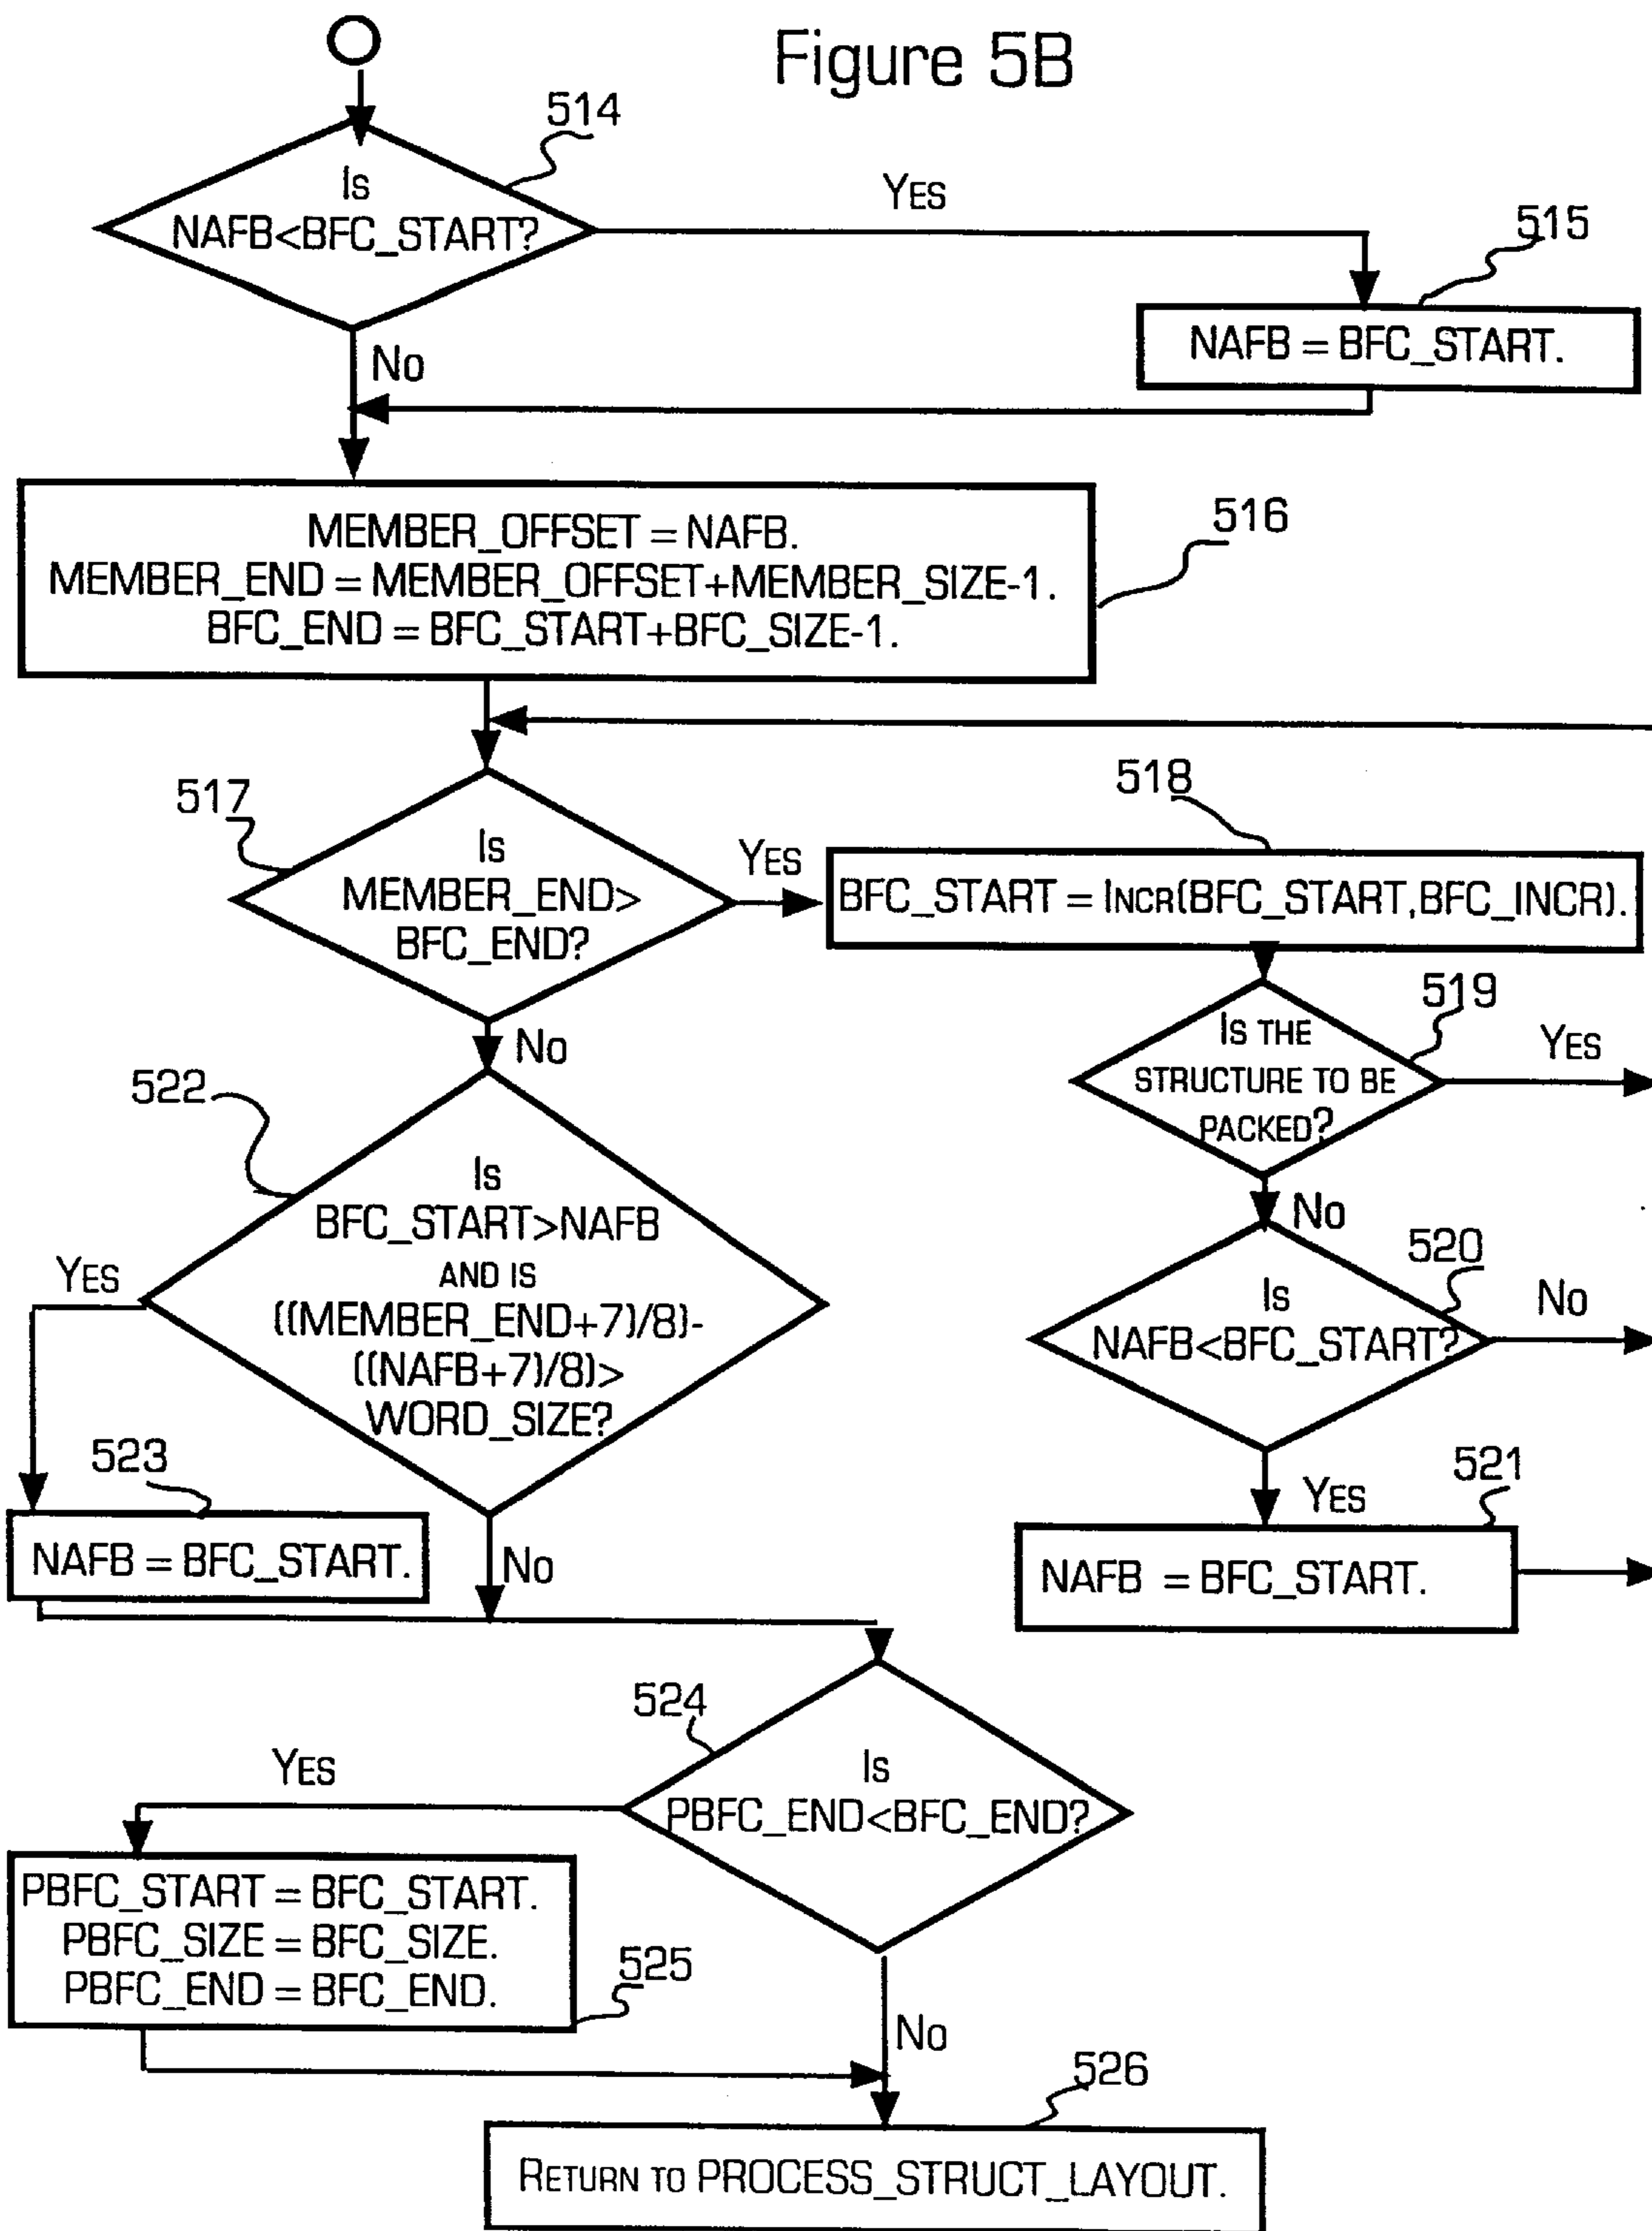 Figure 5B
514
Is
NAFB<BFC_START?
YES
515
NAFB = BFC_START.
No
MEMBER_OFFSET = NAFB.
MEMBER_END = MEMBER_OFFSET+MEMBER_SIZE-1.
BFC_END = BFC_START+BFC_SIZE-1.
516
517
Is
MEMBER_END>
BFC_END?
YES
518
BFC_START = INCR(BFC_START,BFC_INCR).
519
IS THE
STRUCTURE TO BE
PACKED?
YES
No
No
522
Is
BFC_START>NAFB
AND IS
((MEMBER_END+7)/8)-
((NAFB+7)/8)>
WORD_SIZE?
YES
520
Is
NAFB<BFC_START?
No
YES
523
NAFB = BFC_START.
No
521
NAFB = BFC_START.
524
Is
PBFC_END<BFC_END?
YES
PBFC_START = BFC_START.
PBFC_SIZE = BFC_SIZE.
PBFC_END = BFC_END.
525
No
526
RETURN TO PROCESS_STRUCT_LAYOUT.